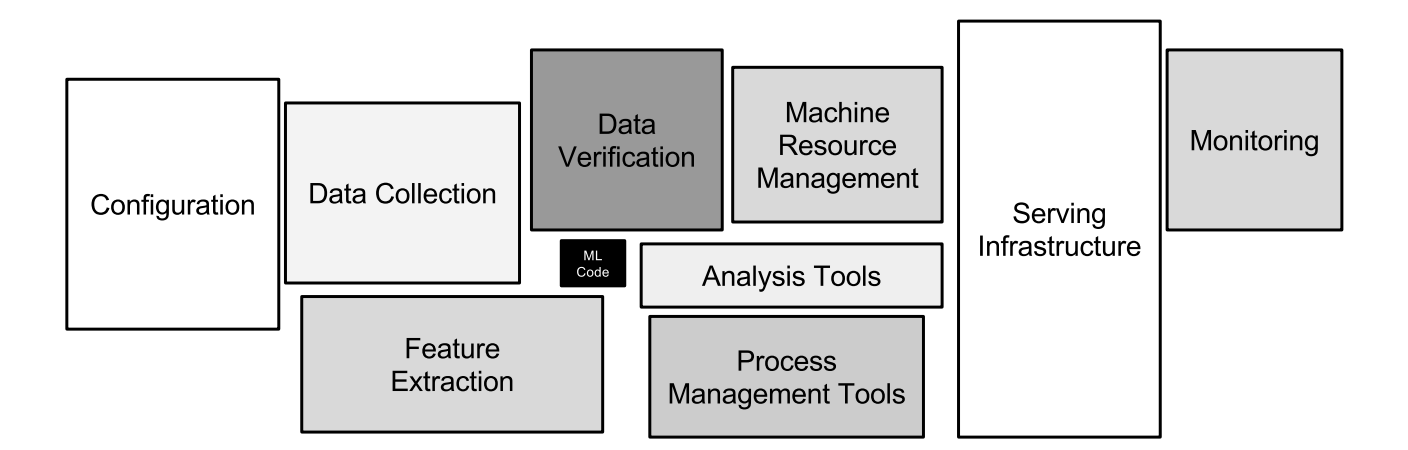 Configuration
Data Collection
Feature
Extraction
Data
Verification
ML
Code
Machine
Resource
Management
Analysis Tools
Process
Management Tools
Serving
Infrastructure
Monitoring